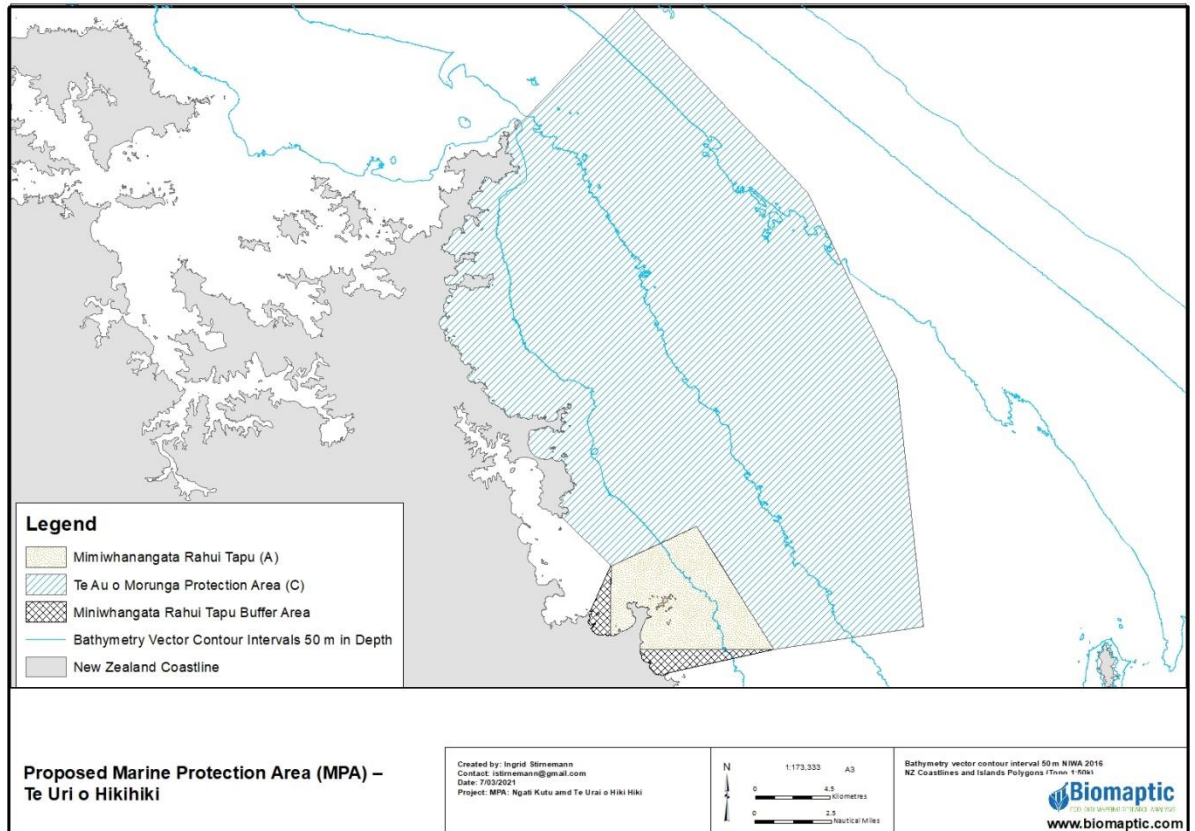 Legend
Mimiwhanangata Rahui Tapu (A)
Te Au o Morunga Protection Area (C)
Miniwhangata Rahui Tapu Buffer Area
Bathymetry Vector Contour Intervals 50 m in Depth
New Zealand Coastline
Proposed Marine Protection Area (MPA) –
Te Uri o Hikihiki
Created by: Ingrid Stirnemann
Contact: istirnemann@gmail.com
Date: 7/03/2021
Project: MPA: Ngati Kutu amd Te Urai o Hiki Hiki
N
1:173,333 A3
0 4.5
Kilometres
0 2.5
Nautical Miles
Bathymetry vector contour interval 50 m NIWA 2016
NZ Coastlines and Islands Polygons (Topo 1:50k)
Biomaptic
www.biomaptic.com